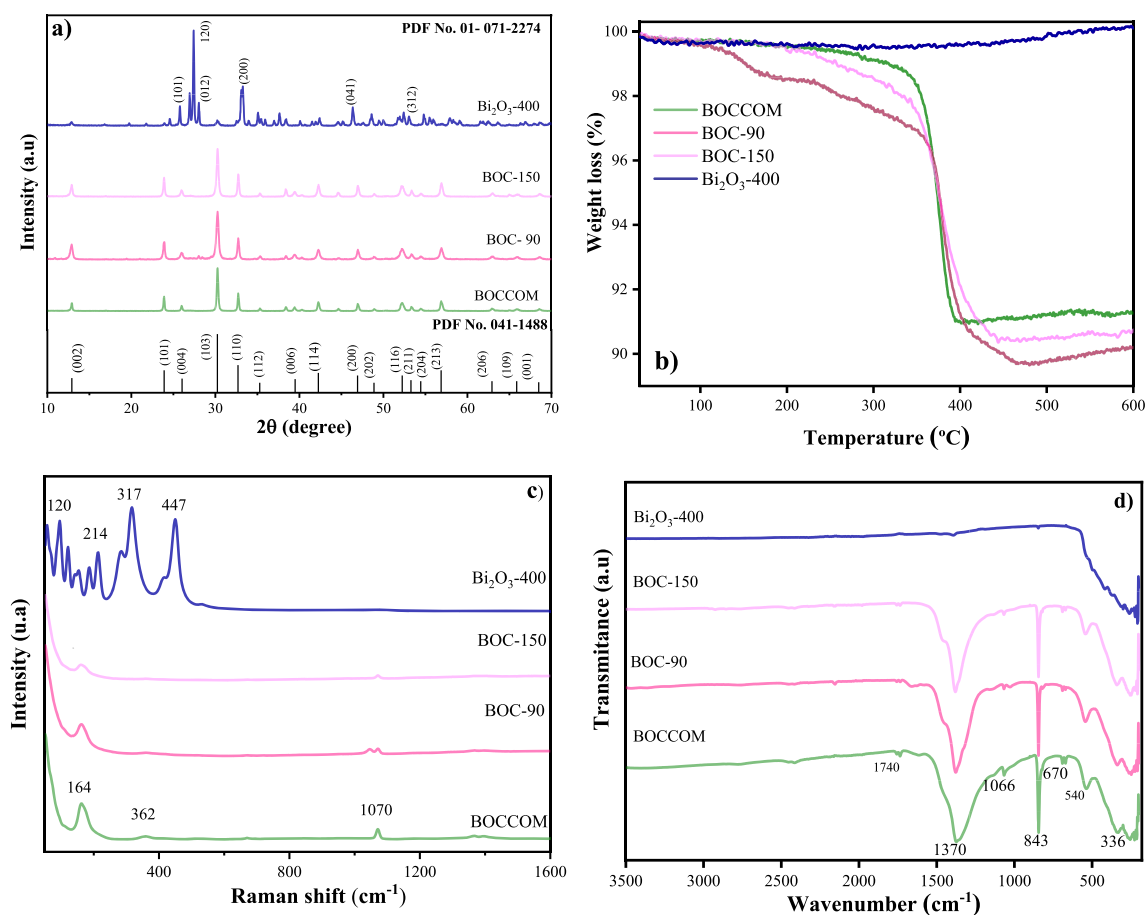 a)
PDF No. 01- 071-2274
120)
(101)
(012)
(200)
(041)
(312)
Bi₂O₃-400
BOC-150
BOC- 90
BOCCOM
PDF No. 041-1488
(002)
(101)
(004)
(103)
(110)
(112)
(006)
(114)
(200)
(202)
(116)
(211)
(204)
(213)
(206)
(109)
(001)
Intensity (a.u)
10 20 30 40 50 60 70
2θ (degree)
100
98
96
94
92
91
90
Weight loss (%)
BOCCOM
BOC-90
BOC-150
Bi₂O₃-400
b)
100 200 300 400 500 600
Temperature (ºC)
c)
120
214
317
447
Bi₂O₃-400
BOC-150
BOC-90
164
362
1070
BOCCOM
Intensity (u.a)
400 800 1200 1600
Raman shift (cm⁻¹)
d)
Bi₂O₃-400
BOC-150
BOC-90
BOCCOM
1740
1370
1066
843
670
540
336
Transmitance (a.u)
3500 3000 2500 2000 1500 1000 500
Wavenumber (cm⁻¹)